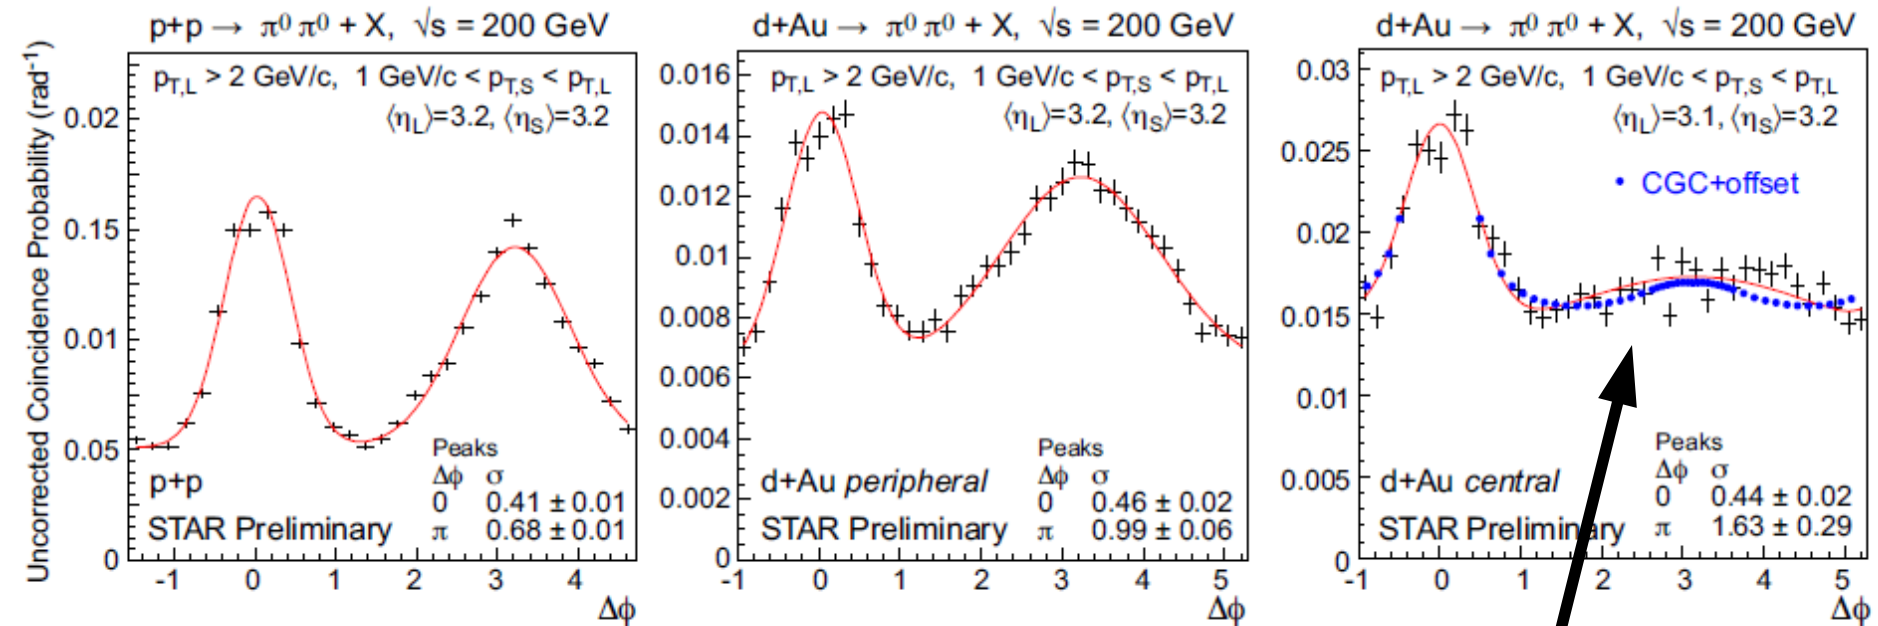 p+p → π⁰ π⁰ + X, √s = 200 GeV
Uncorrected Coincidence Probability (rad⁻¹)
p_T,L > 2 GeV/c, 1 GeV/c < p_T,S < p_T,L
⟨η_L⟩=3.2, ⟨η_S⟩=3.2
0.02
0.15
0.01
0.05
0
Peaks
Δϕ σ
0 0.41 ± 0.01
π 0.68 ± 0.01
p+p
STAR Preliminary
-1 0 1 2 3 4
Δϕ
d+Au → π⁰ π⁰ + X, √s = 200 GeV
p_T,L > 2 GeV/c, 1 GeV/c < p_T,S < p_T,L
⟨η_L⟩=3.2, ⟨η_S⟩=3.2
0.016
0.014
0.012
0.01
0.008
0.006
0.004
0.002
0
Peaks
Δϕ σ
0 0.46 ± 0.02
π 0.99 ± 0.06
d+Au peripheral
STAR Preliminary
-1 0 1 2 3 4 5
Δϕ
d+Au → π⁰ π⁰ + X, √s = 200 GeV
p_T,L > 2 GeV/c, 1 GeV/c < p_T,S < p_T,L
⟨η_L⟩=3.1, ⟨η_S⟩=3.2
CGC+offset
0.03
0.025
0.02
0.015
0.01
0.005
0
Peaks
Δϕ σ
0 0.44 ± 0.02
π 1.63 ± 0.29
d+Au central
STAR Preliminary
-1 0 1 2 3 4 5
Δϕ